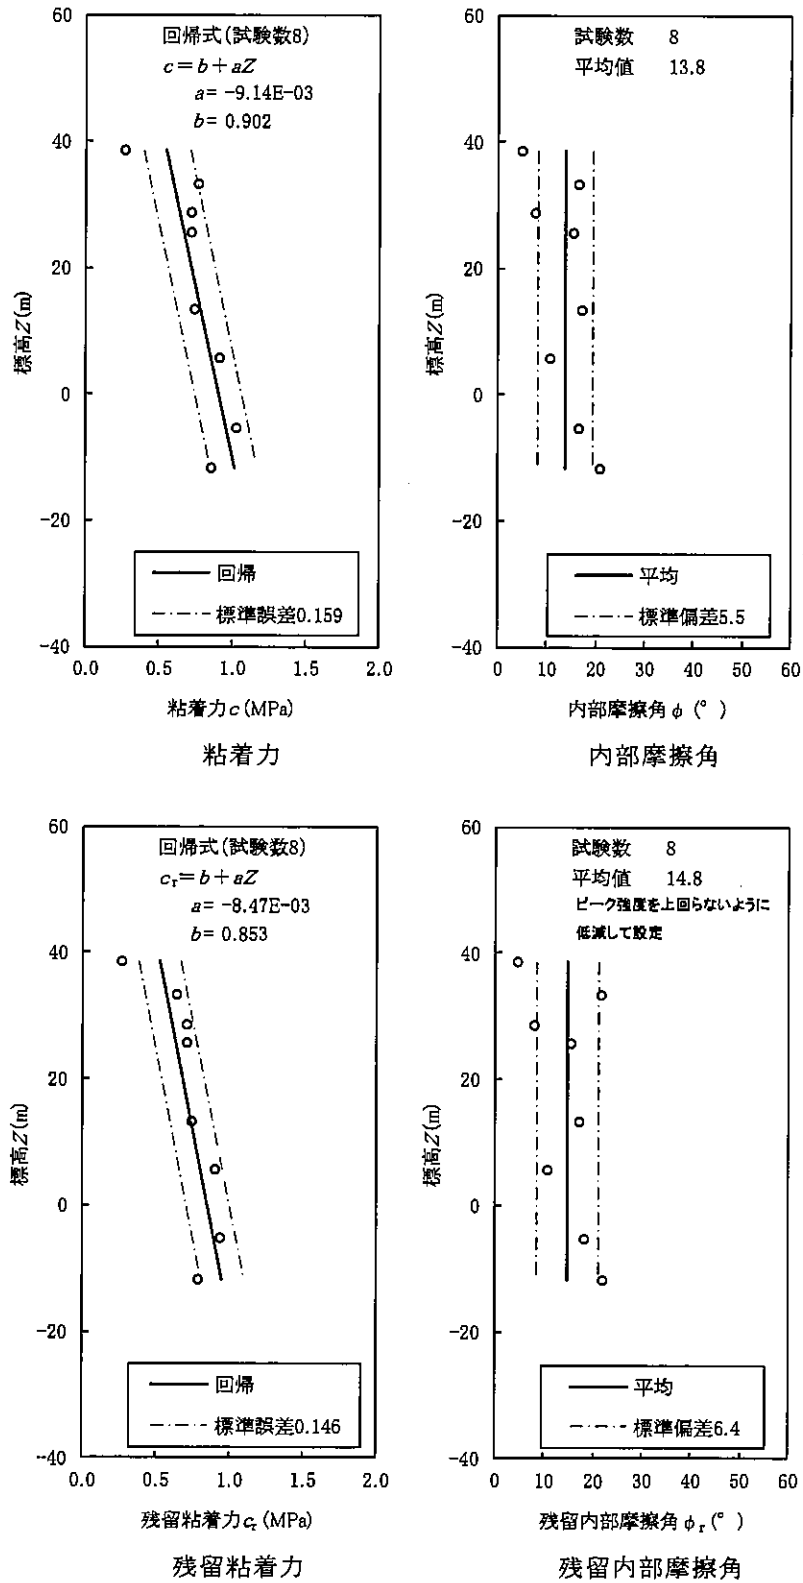 60
40
20
0
-20
-40
標高Z(m)
回帰式(試験数8)
c=b+aZ
a= -9.14E-03
b= 0.902
回帰
標準誤差0.159
0.0 0.5 1.0 1.5 2.0
粘着力c(MPa)
粘着力
60
40
20
0
-20
-40
標高Z(m)
試験数 8
平均値 13.8
平均
標準偏差5.5
0 10 20 30 40 50 60
内部摩擦角φ(°)
内部摩擦角
60
40
20
0
-20
-40
標高Z(m)
回帰式(試験数8)
cr=b+aZ
a= -8.47E-03
b= 0.853
回帰
標準誤差0.146
0.0 0.5 1.0 1.5 2.0
残留粘着力cr(MPa)
残留粘着力
60
40
20
0
-20
-40
標高Z(m)
試験数 8
平均値 14.8
ピーク強度を上回らないように
低減して設定
平均
標準偏差6.4
0 10 20 30 40 50 60
残留内部摩擦角φr(°)
残留内部摩擦角